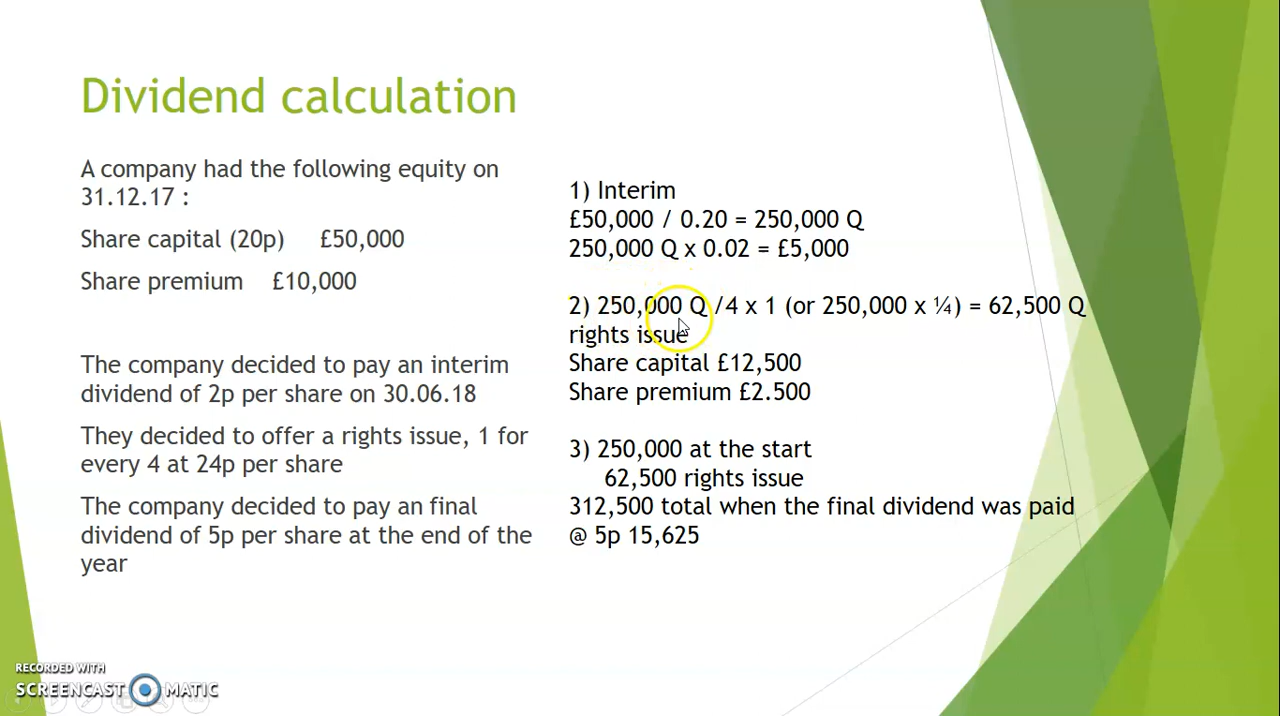 Dividend calculation
A company had the following equity on
31.12.17 :
Share capital (20p) £50,000
Share premium £10,000
The company decided to pay an interim
dividend of 2p per share on 30.06.18
They decided to offer a rights issue, 1 for
every 4 at 24p per share
The company decided to pay an final
dividend of 5p per share at the end of the
year
1) Interim
£50,000 / 0.20 = 250,000 Q
250,000 Q x 0.02 = £5,000
2) 250,000 Q /4 x 1 (or 250,000 x ¼) = 62,500 Q
rights issue
Share capital £12,500
Share premium £2.500
3) 250,000 at the start
62,500 rights issue
312,500 total when the final dividend was paid
@ 5p 15,625
RECORDED WITH
SCREENCAST MATIC